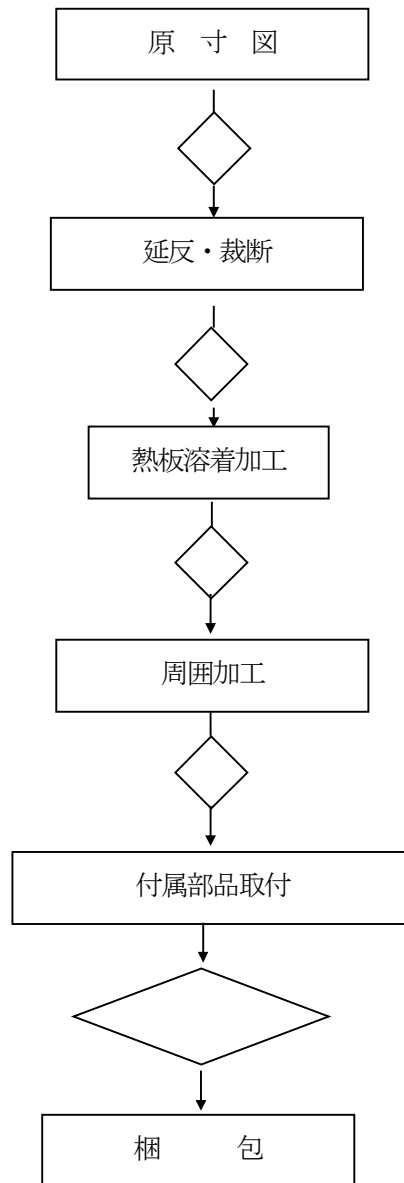 原　寸　図
延反・裁断
熱板溶着加工
周囲加工
付属部品取付
梱　　　包